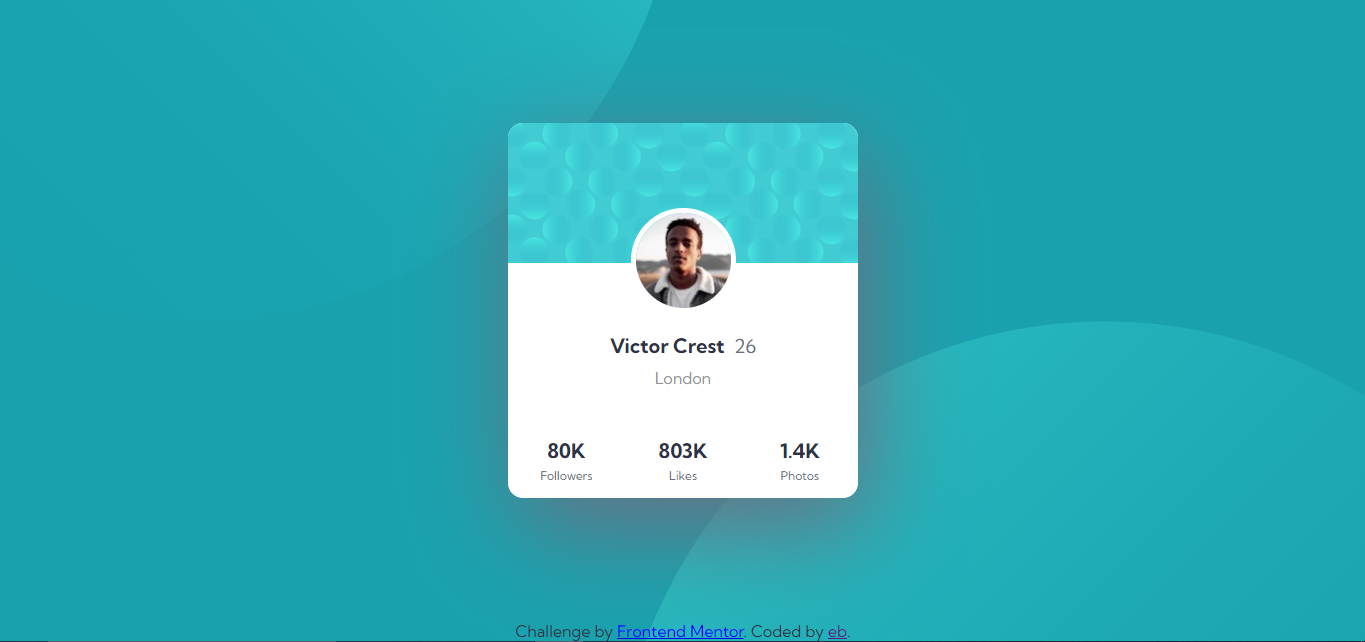 Victor Crest 26
London
80K 803K 1.4K
Followers Likes Photos
Challenge by Frontend Mentor. Coded by eb.